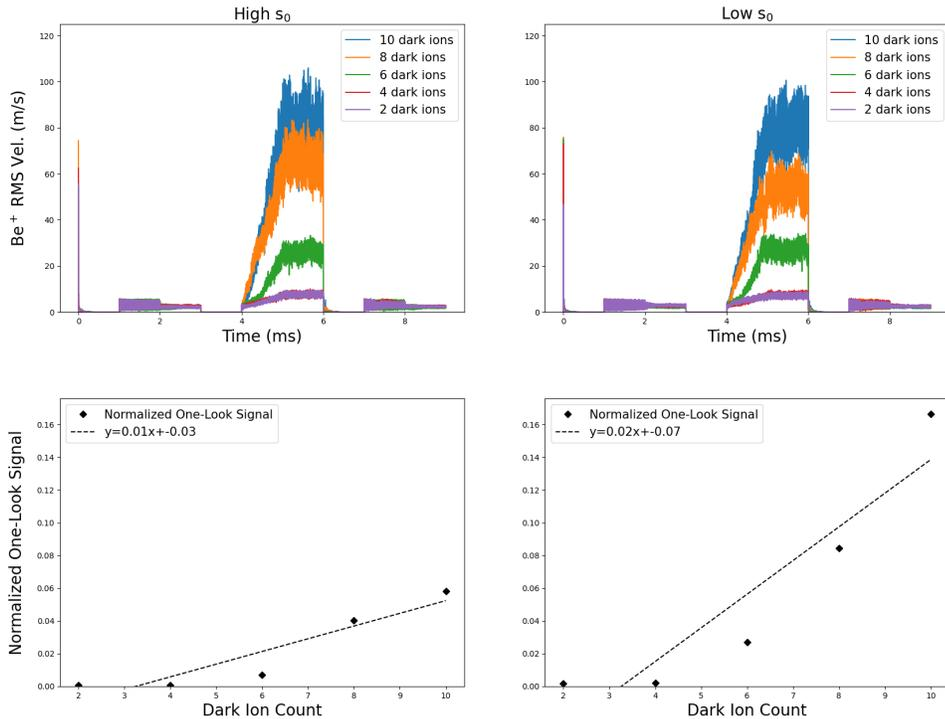 High s₀
Be⁺ RMS Vel. (m/s)
120
100
80
60
40
20
0
10 dark ions
8 dark ions
6 dark ions
4 dark ions
2 dark ions
0 2 4 6 8
Time (ms)
Low s₀
120
100
80
60
40
20
0
10 dark ions
8 dark ions
6 dark ions
4 dark ions
2 dark ions
0 2 4 6 8
Time (ms)
Normalized One-Look Signal
0.16
0.14
0.12
0.10
0.08
0.06
0.04
0.02
0.00
Normalized One-Look Signal
y=0.01x+-0.03
2 3 4 5 6 7 8 9 10
Dark Ion Count
0.16
0.14
0.12
0.10
0.08
0.06
0.04
0.02
0.00
Normalized One-Look Signal
y=0.02x+-0.07
2 3 4 5 6 7 8 9 10
Dark Ion Count